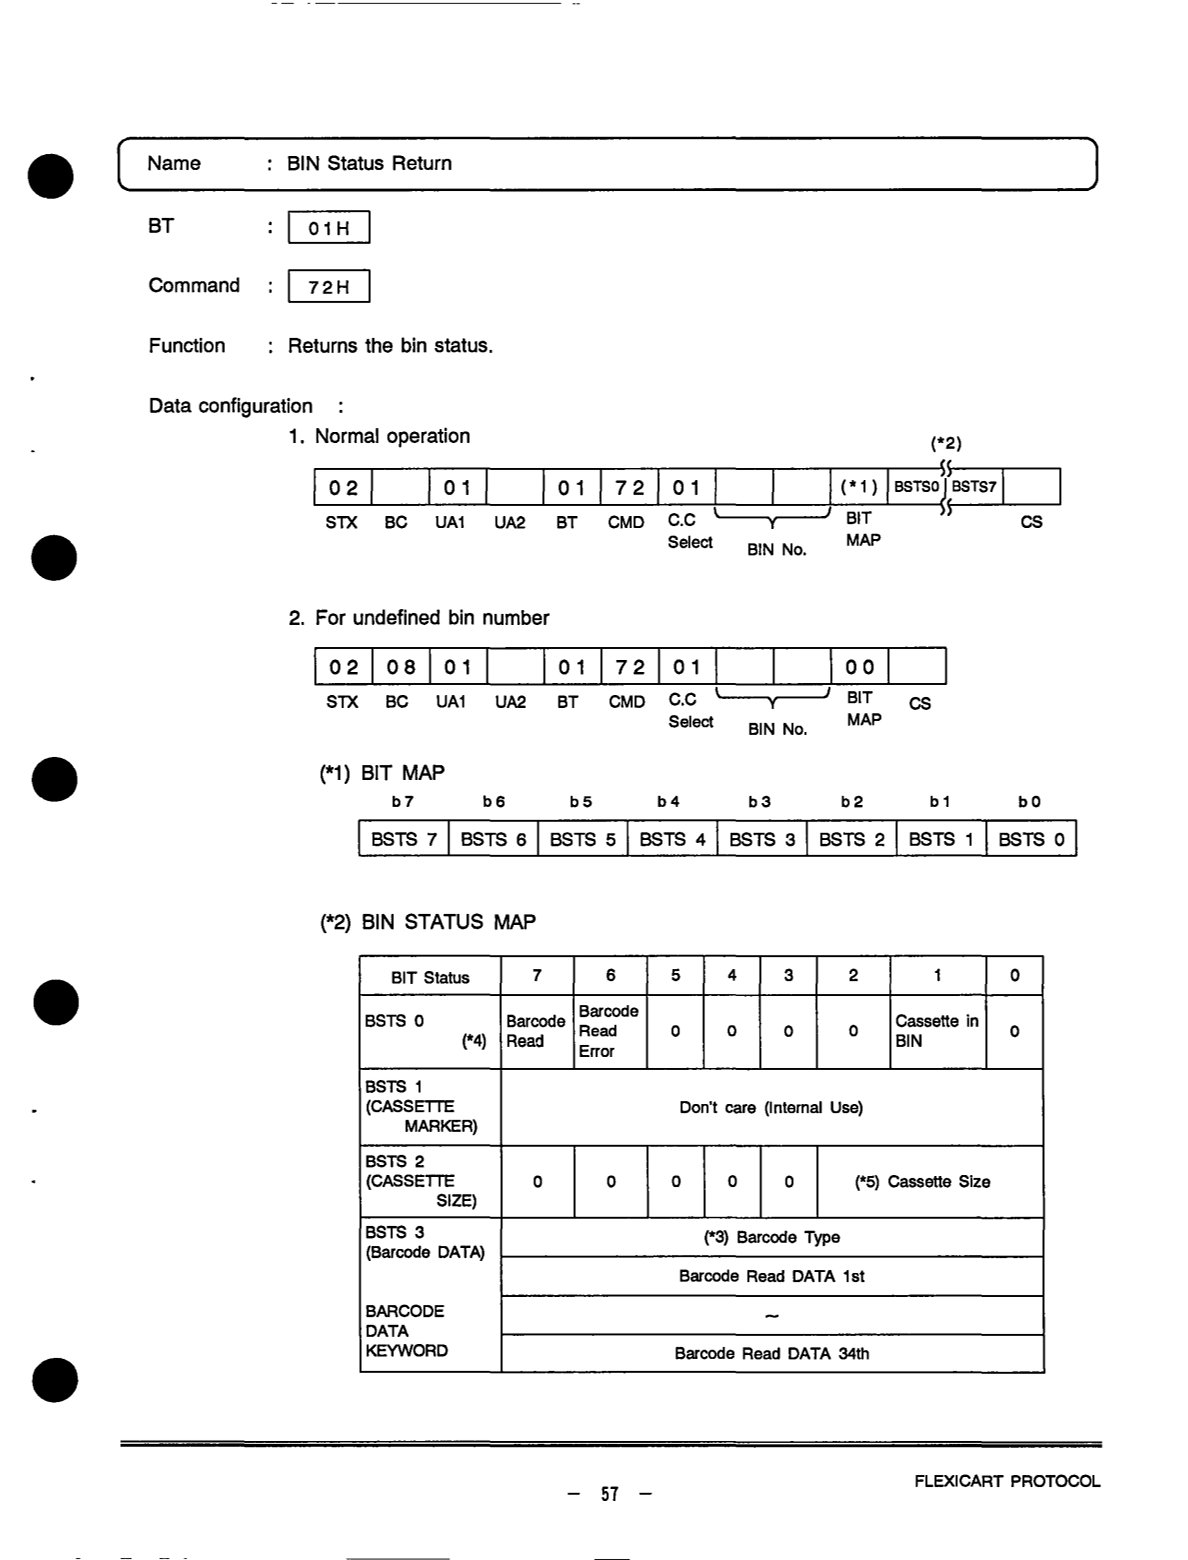 Name : BIN Status Return
BT : 01H
Command : 72H
Function : Returns the bin status.
Data configuration :
1. Normal operation
(*2)
02 01 01 72 01 (*1) BSTS0 BSTS7
STX BC UA1 UA2 BT CMD C.C Select BIN No. BIT MAP CS
2. For undefined bin number
02 08 01 01 72 01 00
STX BC UA1 UA2 BT CMD C.C Select BIN No. BIT MAP CS
(*1) BIT MAP
b7 b6 b5 b4 b3 b2 b1 b0
BSTS 7 BSTS 6 BSTS 5 BSTS 4 BSTS 3 BSTS 2 BSTS 1 BSTS 0
(*2) BIN STATUS MAP
BIT Status 7 6 5 4 3 2 1 0
BSTS 0 (*4) Barcode Read Barcode Read Error 0 0 0 0 Cassette in BIN 0
BSTS 1 (CASSETTE MARKER) Don't care (Internal Use)
BSTS 2 (CASSETTE SIZE) 0 0 0 0 0 (*5) Cassette Size
BSTS 3 (Barcode DATA) (*3) Barcode Type
Barcode Read DATA 1st
BARCODE DATA KEYWORD ~
Barcode Read DATA 34th
FLEXICART PROTOCOL
— 57 —